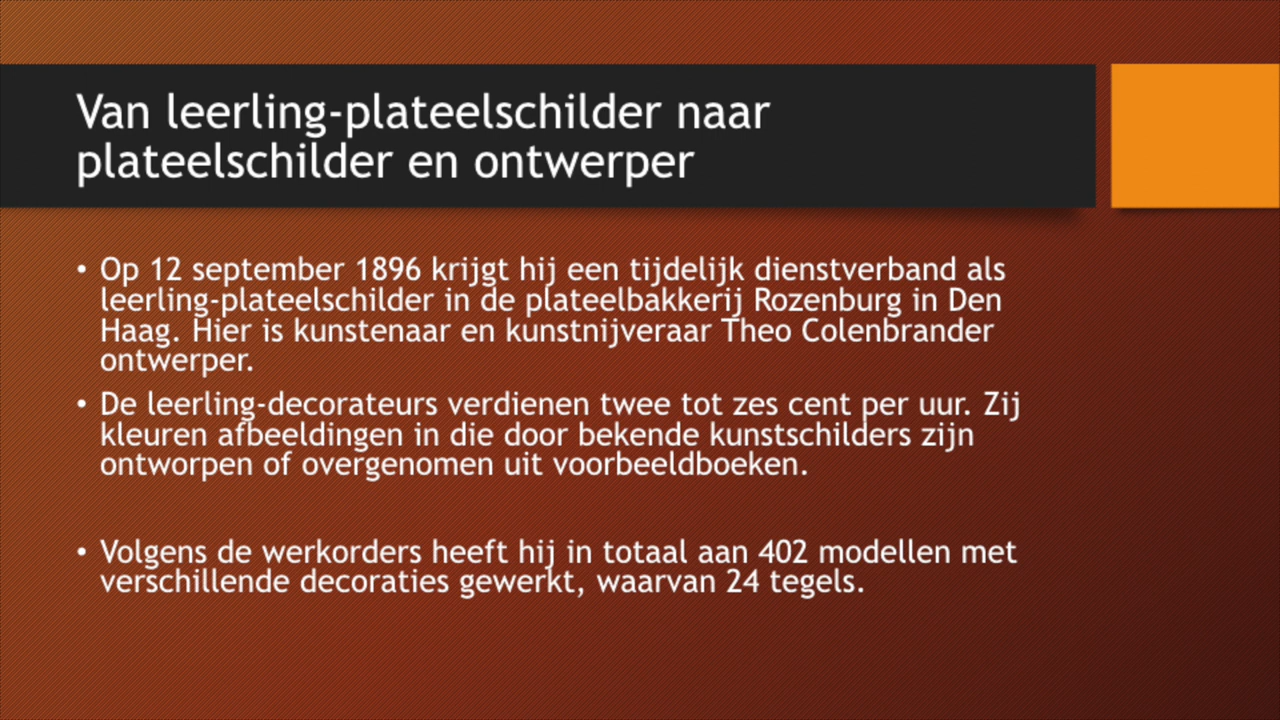 Van leerling-plateelschilder naar
plateelschilder en ontwerper
• Op 12 september 1896 krijgt hij een tijdelijk dienstverband als
leerling-plateelschilder in de plateelbakkerij Rozenburg in Den
Haag. Hier is kunstenaar en kunstnijveraar Theo Colenbrander
ontwerper.
• De leerling-decorateurs verdienen twee tot zes cent per uur. Zij
kleuren afbeeldingen in die door bekende kunstschilders zijn
ontworpen of overgenomen uit voorbeeldboeken.
• Volgens de werkorders heeft hij in totaal aan 402 modellen met
verschillende decoraties gewerkt, waarvan 24 tegels.